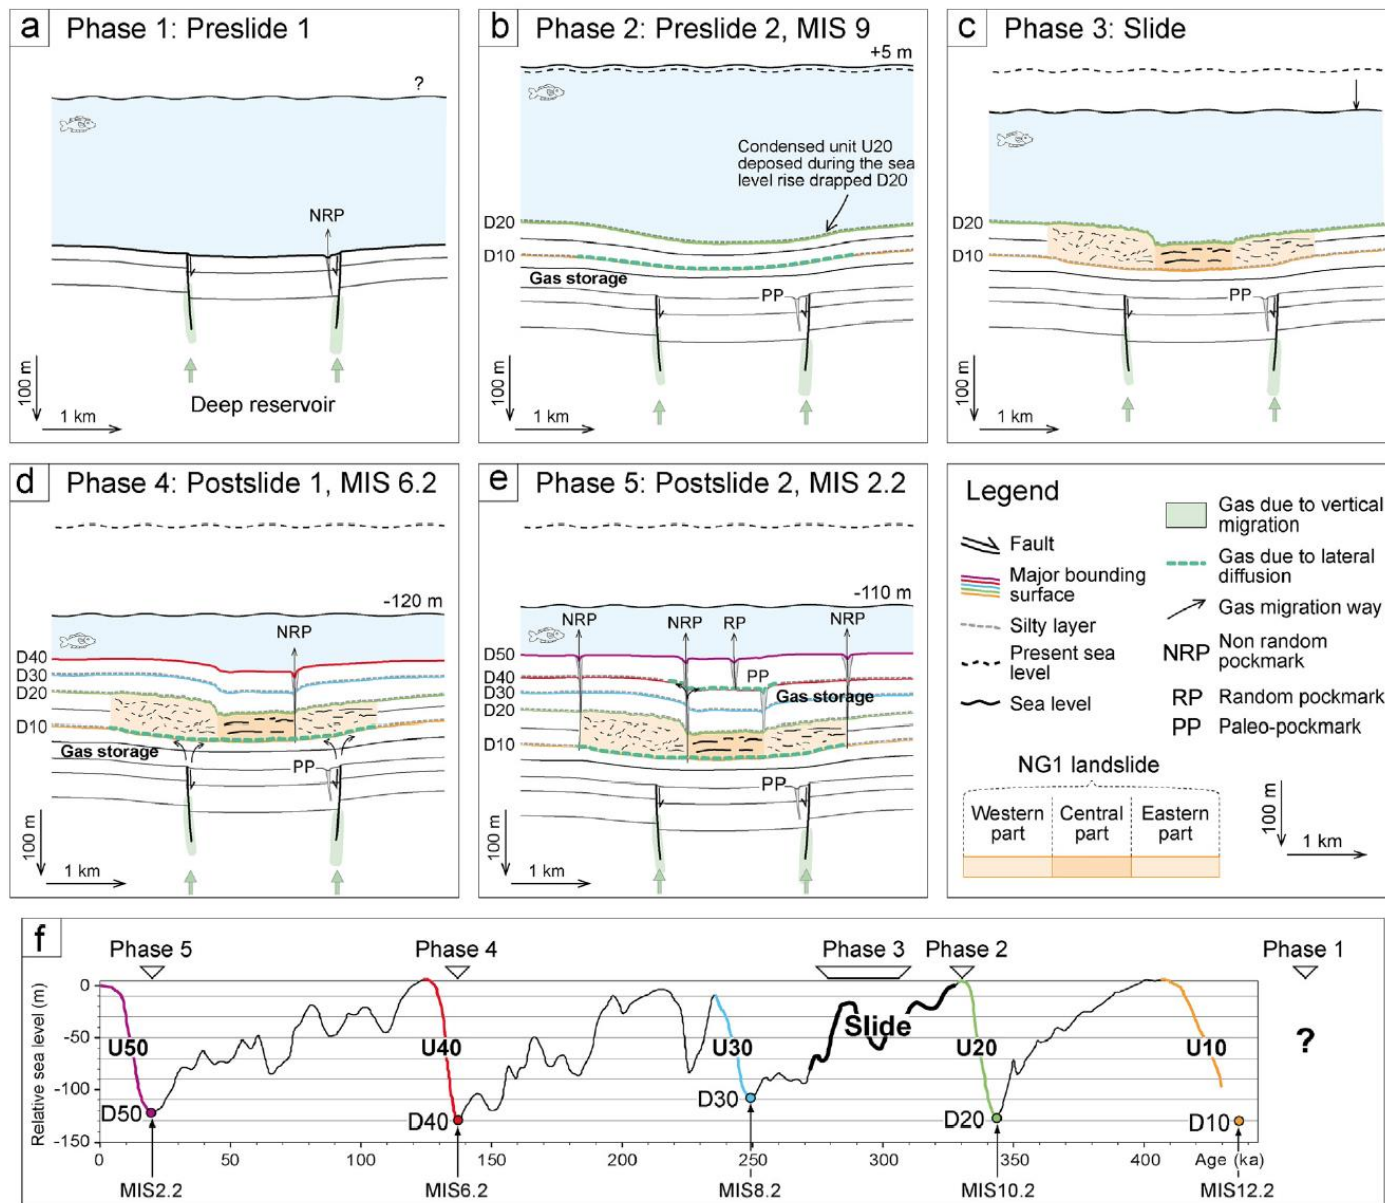 a Phase 1: Preslide 1
?
NRP
Deep reservoir
100 m
1 km
b Phase 2: Preslide 2, MIS 9
+5 m
Condensed unit U20
deposed during the sea
level rise drapped D20
D20
D10
Gas storage
PP
100 m
1 km
c Phase 3: Slide
D20
D10
PP
100 m
1 km
d Phase 4: Postslide 1, MIS 6.2
-120 m
NRP
D40
D30
D20
D10
Gas storage
PP
100 m
1 km
e Phase 5: Postslide 2, MIS 2.2
-110 m
NRP NRP RP NRP
D50
D40
PP
D30
Gas storage
D20
D10
PP
100 m
1 km
Legend
Fault
Major bounding
surface
Silty layer
Present sea
level
Sea level
Gas due to vertical
migration
Gas due to lateral
diffusion
Gas migration way
NRP Non random
pockmark
RP Random pockmark
PP Paleo-pockmark
NG1 landslide
Western
part
Central
part
Eastern
part
100 m
1 km
f
Phase 5 Phase 4 Phase 3 Phase 2 Phase 1
Relative sea level (m)
0
-50
-100
-150
U50 U40 U30 Slide U20 U10 ?
D50 D40 D30 D20 D10
0 50 100 150 200 250 300 350 400 Age (ka)
MIS2.2 MIS6.2 MIS8.2 MIS10.2 MIS12.2